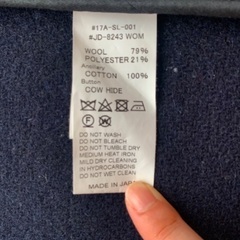 #17A-SL-001
#JD-8243 WOM
WOOL 79%
POLYESTER 21%
Ancillary
COTTON 100%
Button
COW HIDE
DO NOT WASH
DO NOT BLEACH
DO NOT TUMBLE DRY
MEDIUM HEAT IRON
MILD DRY CLEANING
IN HYDROCARBONS
DO NOT WET CLEAN
MADE IN JAPA